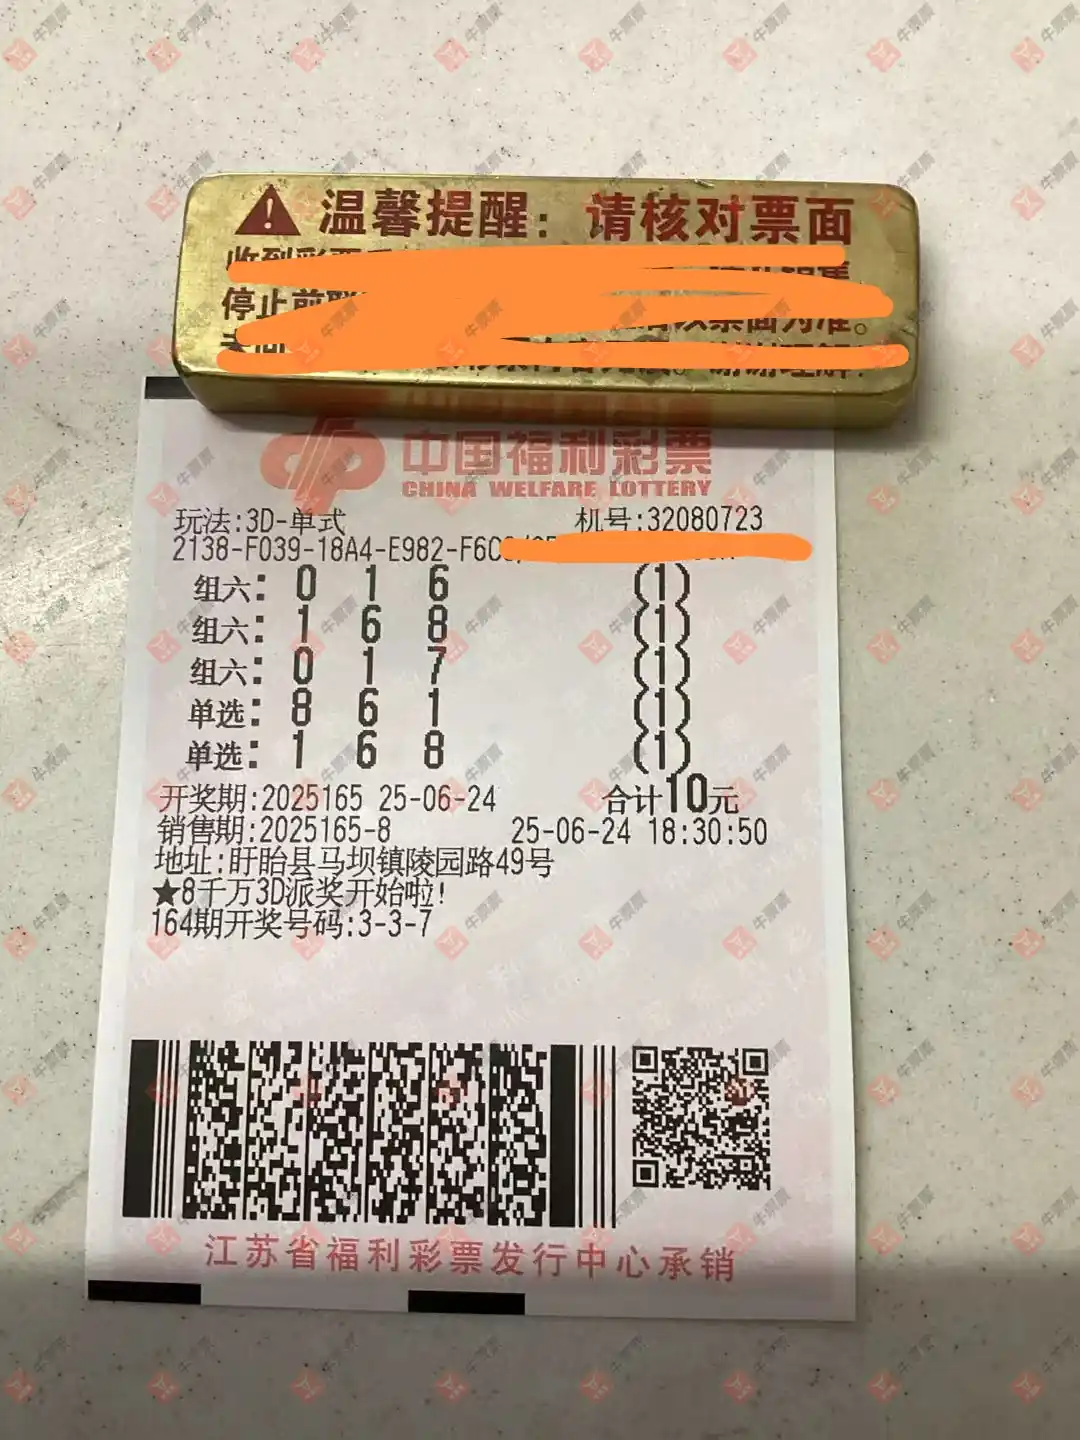 温馨提醒：请核对票面
停止前
中国福利彩票
CHINA WELFARE LOTTERY
玩法:3D-单式 机号:32080723
2138-F039-18A4-E982-F6C
组六: 0 1 6 (1)
组六: 1 6 8 (1)
组六: 0 1 7 (1)
单选: 8 6 1 (1)
单选: 1 6 8 (1)
开奖期:2025165 25-06-24 合计10元
销售期:2025165-8 25-06-24 18:30:50
地址:盱眙县马坝镇陵园路49号
★8千万3D派奖开始啦!
164期开奖号码:3-3-7
江苏省福利彩票发行中心承销
牛票票